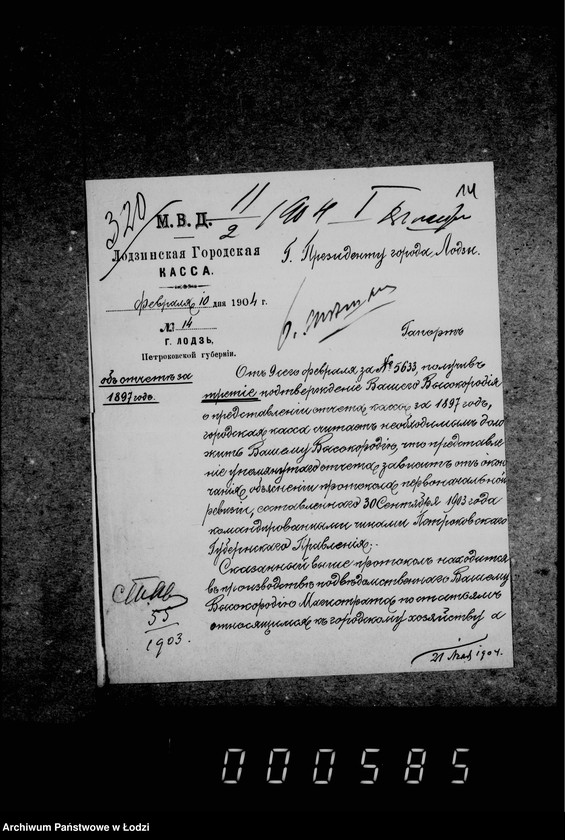 320
11/2 1904 I
14
М. В. Д.
Лодзинская Городская
КАССА.
Февраля 10 дня 1904 г.
№ 14
Г. ЛОДЗЬ,
Петроковской губерніи.
объ отчетѣ за
1897 годъ.
Г. Президенту города Лодзи.
Рапортъ
Отъ 9 сего февраля за № 5633, получивъ
третіе подтвержденіе Вашего Высокородія
о представленіи отчета кассы за 1897 годъ,
городская касса считаетъ необходимымъ доло
жить Вашему Высокородію, что представле
ніе упомянутаго отчета зависитъ отъ окон
чанія объясненій протокола первоначальной
ревизіи, составленнаго 30 Сентября 1903 года
командированными чинами Петроковскаго
Губернскаго Правленія.
Сказанный выше протоколъ находится
въ производствѣ подвѣдомственнаго Вашему
Высокородію Магистрата по статьямъ
относящимся къ городскому хозяйству а
55
1903.
21 1904.
000585
Archiwum Państwowe w Łodzi